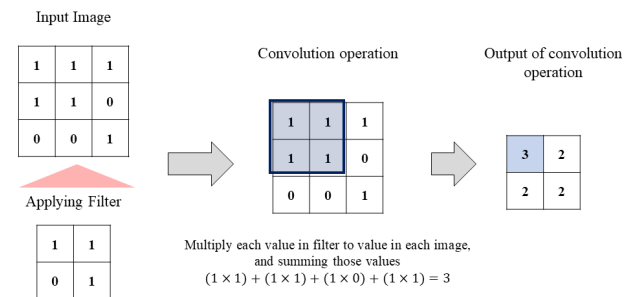 Input Image
1 1 1
1 1 0
0 0 1
Applying Filter
1 1
0 1
Convolution operation
1 1 1
1 1 0
0 0 1
Multiply each value in filter to value in each image,
and summing those values
(1 × 1) + (1 × 1) + (1 × 0) + (1 × 1) = 3
Output of convolution
operation
3 2
2 2